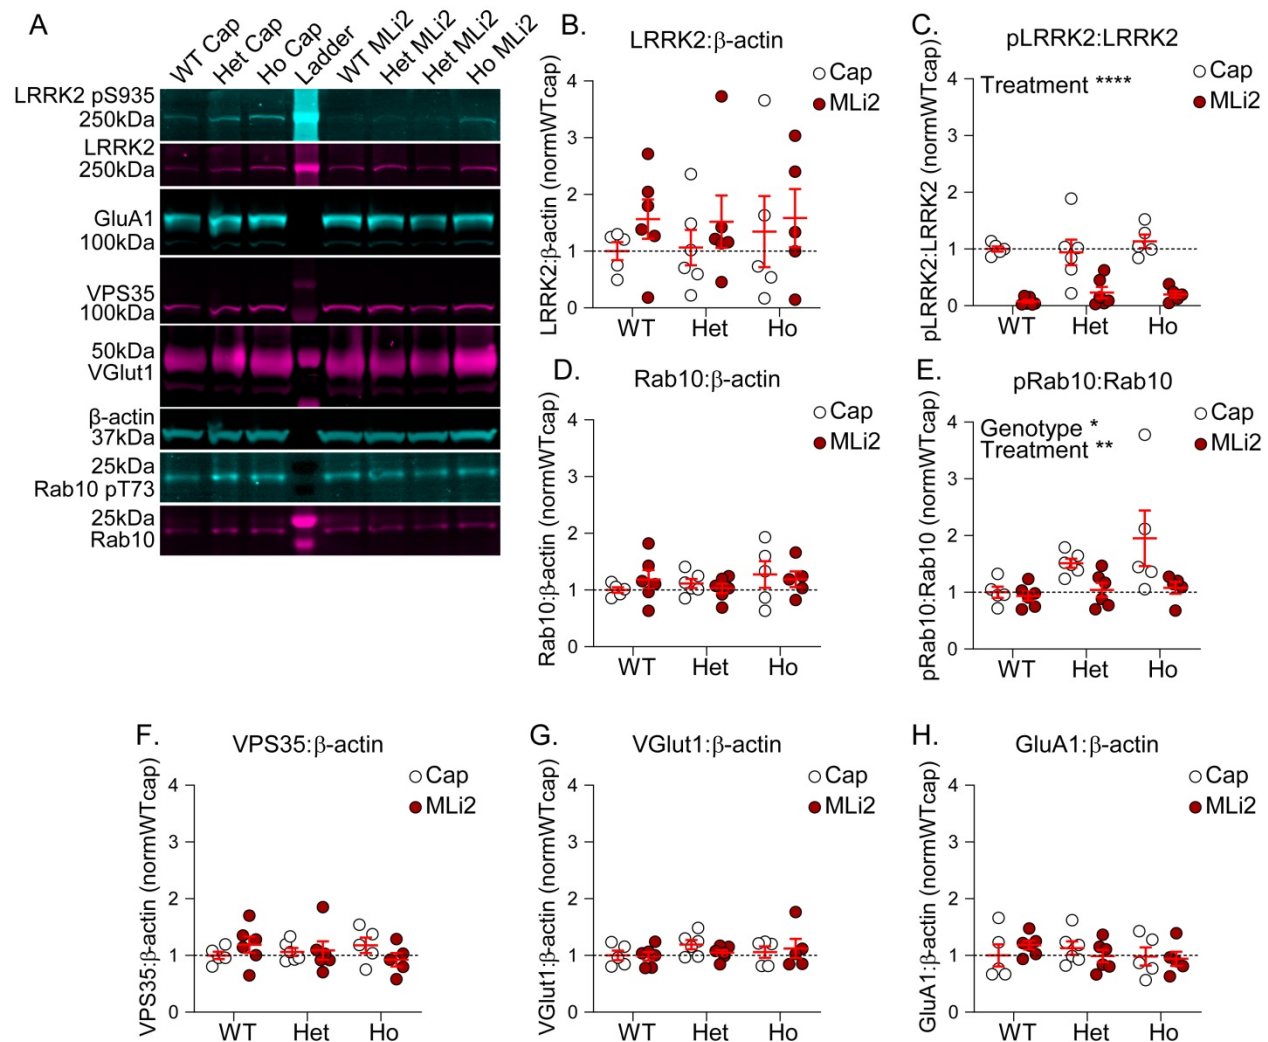 A
WT Cap
Het Cap
Ho Cap
Ladder
WT MLi2
Het MLi2
Het MLi2
Ho MLi2
LRRK2 pS935
250kDa
LRRK2
250kDa
GluA1
100kDa
VPS35
100kDa
50kDa
VGlut1
β-actin
37kDa
25kDa
Rab10 pT73
25kDa
Rab10
B.
LRRK2:β-actin
Cap
MLi2
LRRK2:β-actin (normWTcap)
4
3
2
1
0
WT
Het
Ho
C.
pLRRK2:LRRK2
Treatment ****
Cap
MLi2
pLRRK2:LRRK2 (normWTcap)
4
3
2
1
0
WT
Het
Ho
D.
Rab10:β-actin
Cap
MLi2
Rab10:β-actin (normWTcap)
4
3
2
1
0
WT
Het
Ho
E.
pRab10:Rab10
Genotype *
Treatment **
Cap
MLi2
pRab10:Rab10 (normWTcap)
4
3
2
1
0
WT
Het
Ho
F.
VPS35:β-actin
Cap
MLi2
VPS35:β-actin (normWTcap)
4
3
2
1
0
WT
Het
Ho
G.
VGlut1:β-actin
Cap
MLi2
VGlut1:β-actin (normWTcap)
4
3
2
1
0
WT
Het
Ho
H.
GluA1:β-actin
Cap
MLi2
GluA1:β-actin (normWTcap)
4
3
2
1
0
WT
Het
Ho